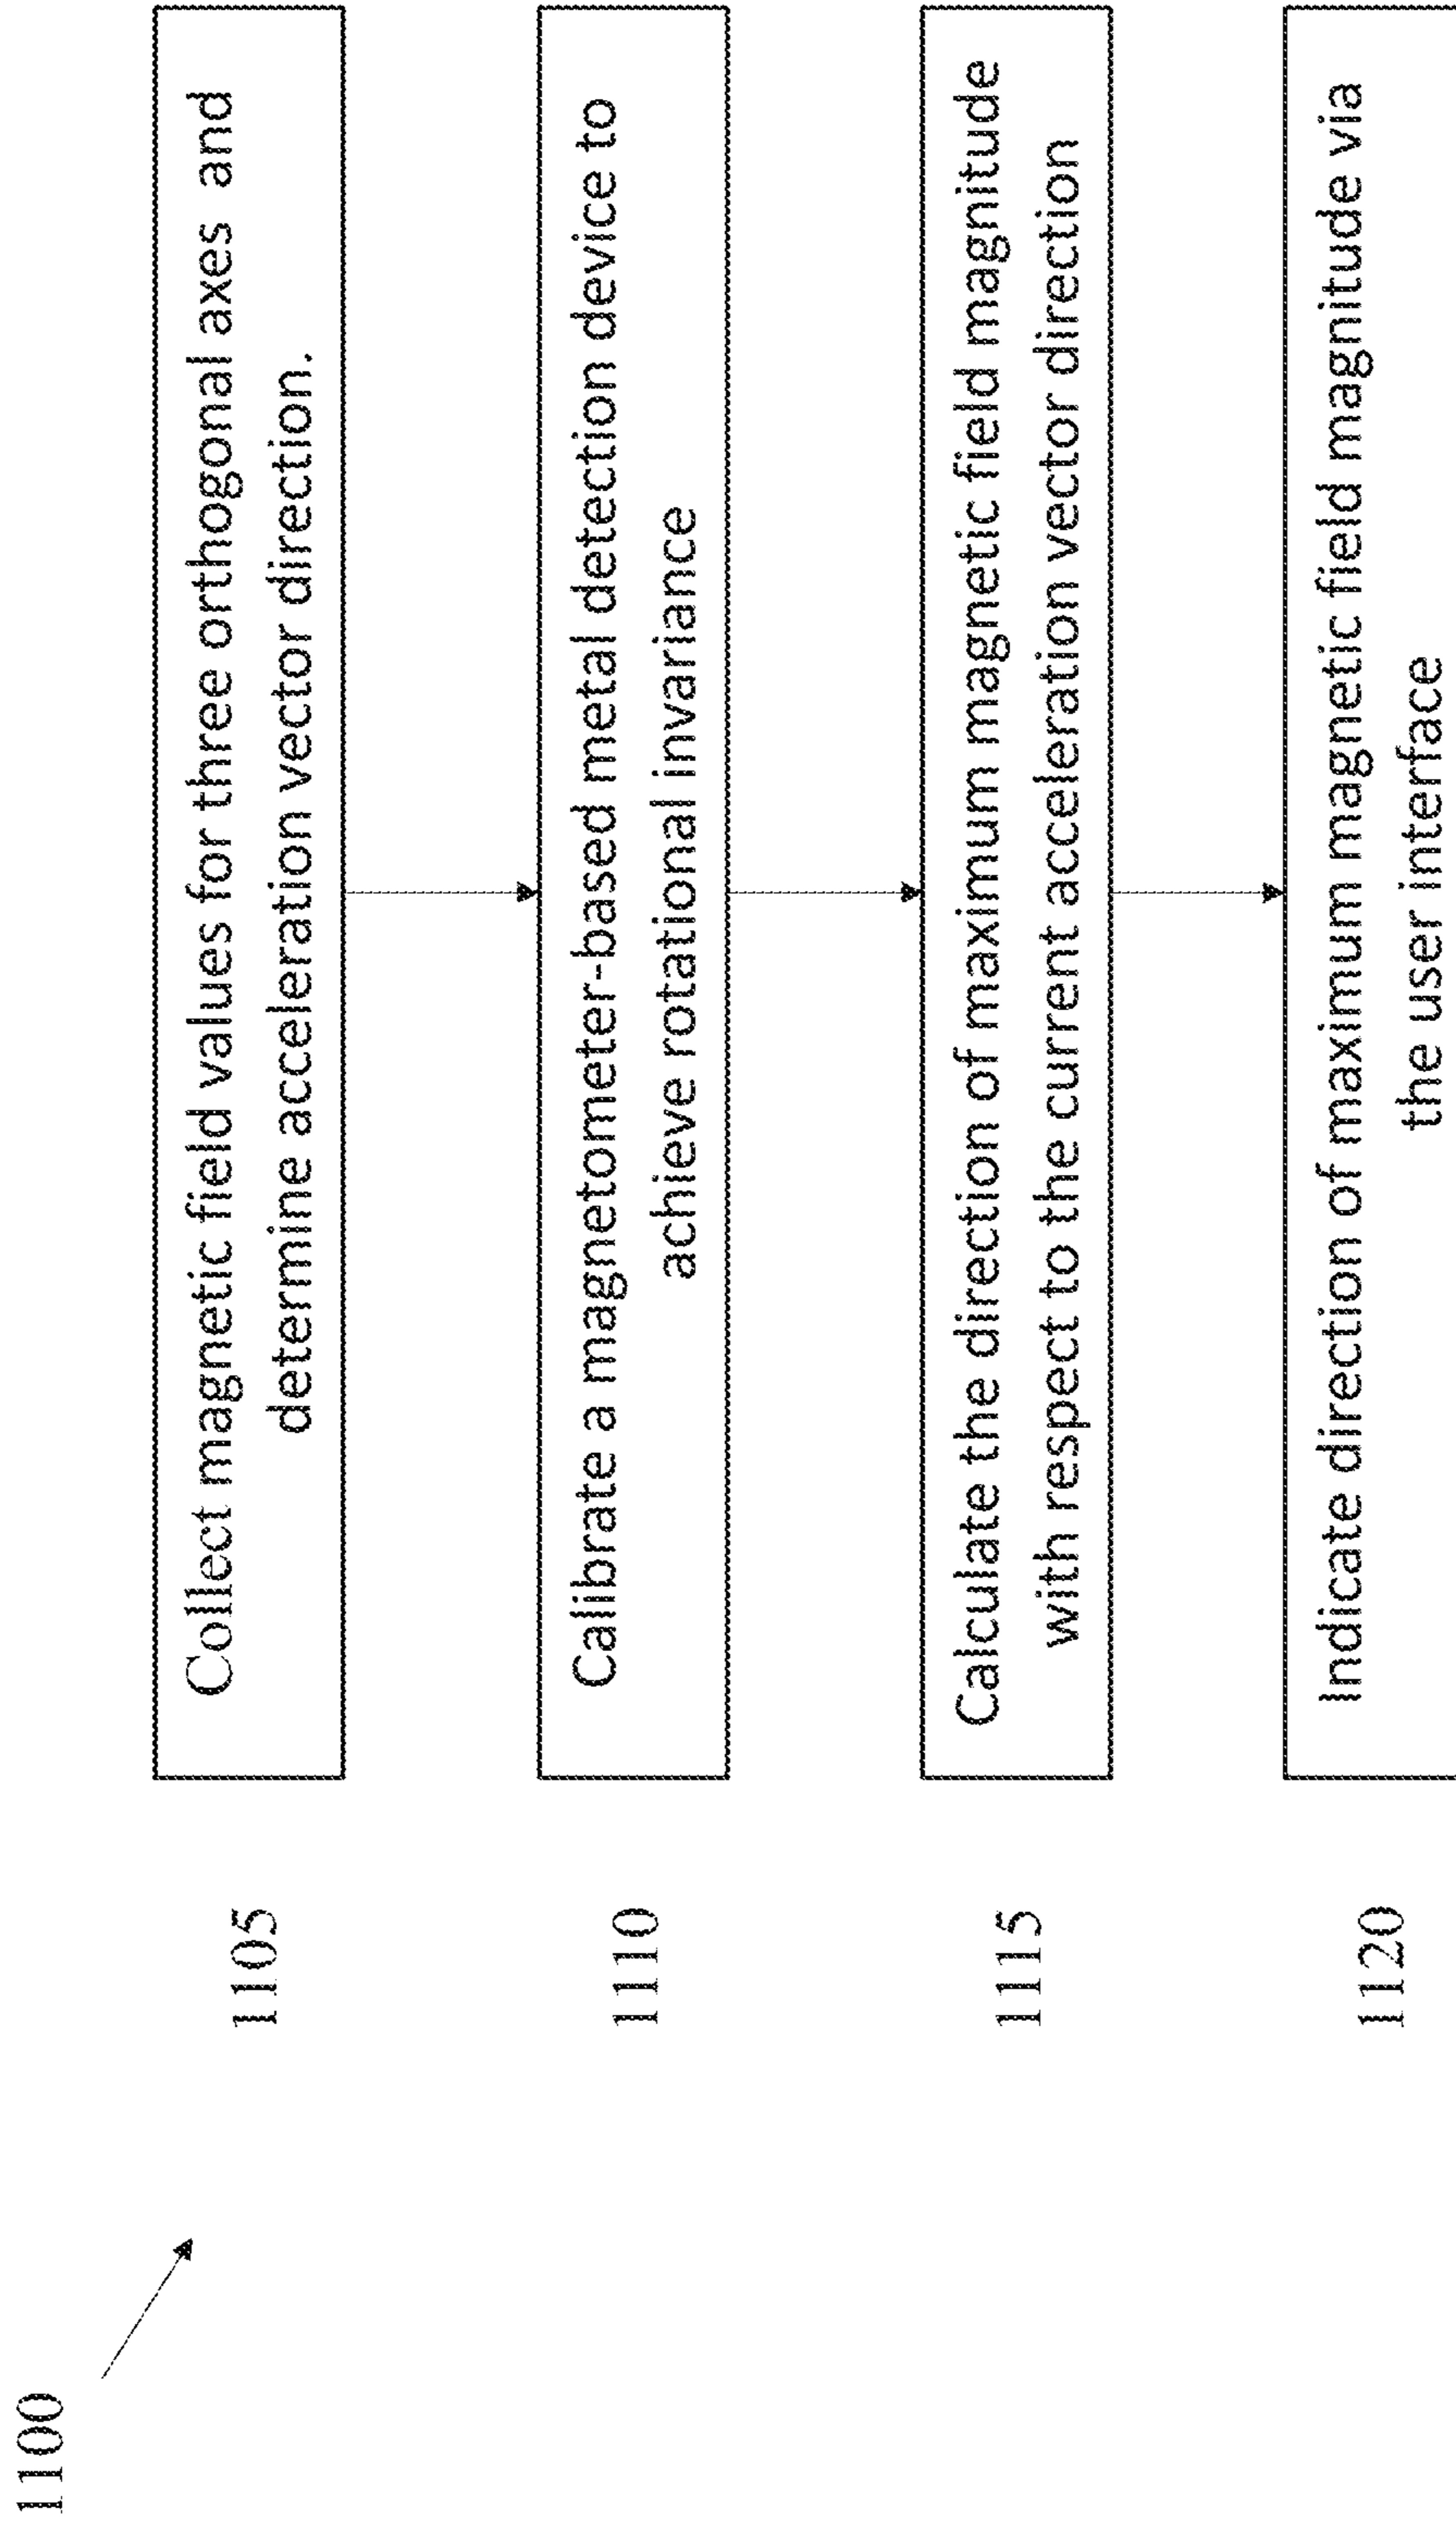 1100
1105
Collect magnetic field values for three orthogonal axes and
determine acceleration vector direction.
1110
Calibrate a magnetometer-based metal detection device to
achieve rotational invariance
1115
Calculate the direction of maximum magnetic field magnitude
with respect to the current acceleration vector direction
1120
Indicate direction of maximum magnetic field magnitude via
the user interface